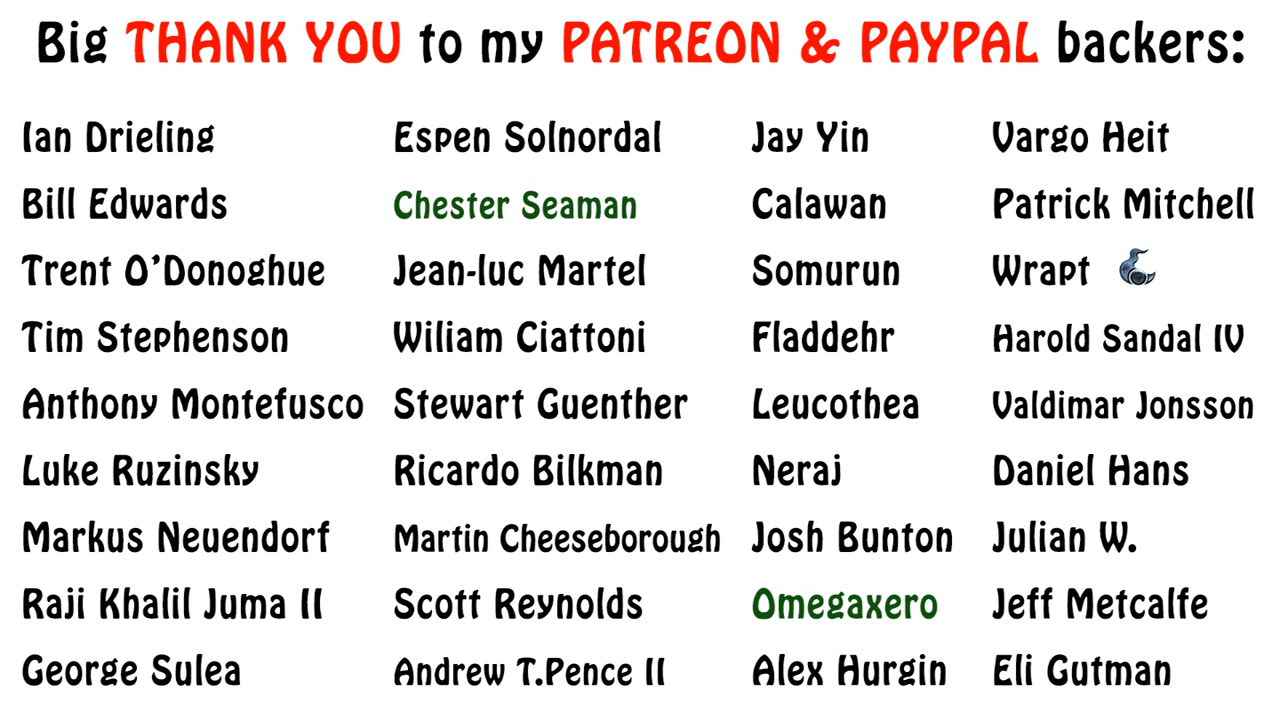 Big THANK YOU to my PATREON & PAYPAL backers:
Ian Drieling
Bill Edwards
Trent O'Donoghue
Tim Stephenson
Anthony Montefusco
Luke Ruzinsky
Markus Neuendorf
Raji Khalil Juma II
George Sulea
Espen Solnordal
Chester Seaman
Jean-luc Martel
Wiliam Ciattoni
Stewart Guenther
Ricardo Bilkman
Martin Cheeseborough
Scott Reynolds
Andrew T.Pence II
Jay Yin
Calawan
Somurun
Fladdehr
Leucothea
Neraj
Josh Bunton
Omegaxero
Alex Hurgin
Vargo Heit
Patrick Mitchell
Wrapt
Harold Sandal IV
Valdimar Jonsson
Daniel Hans
Julian W.
Jeff Metcalfe
Eli Gutman